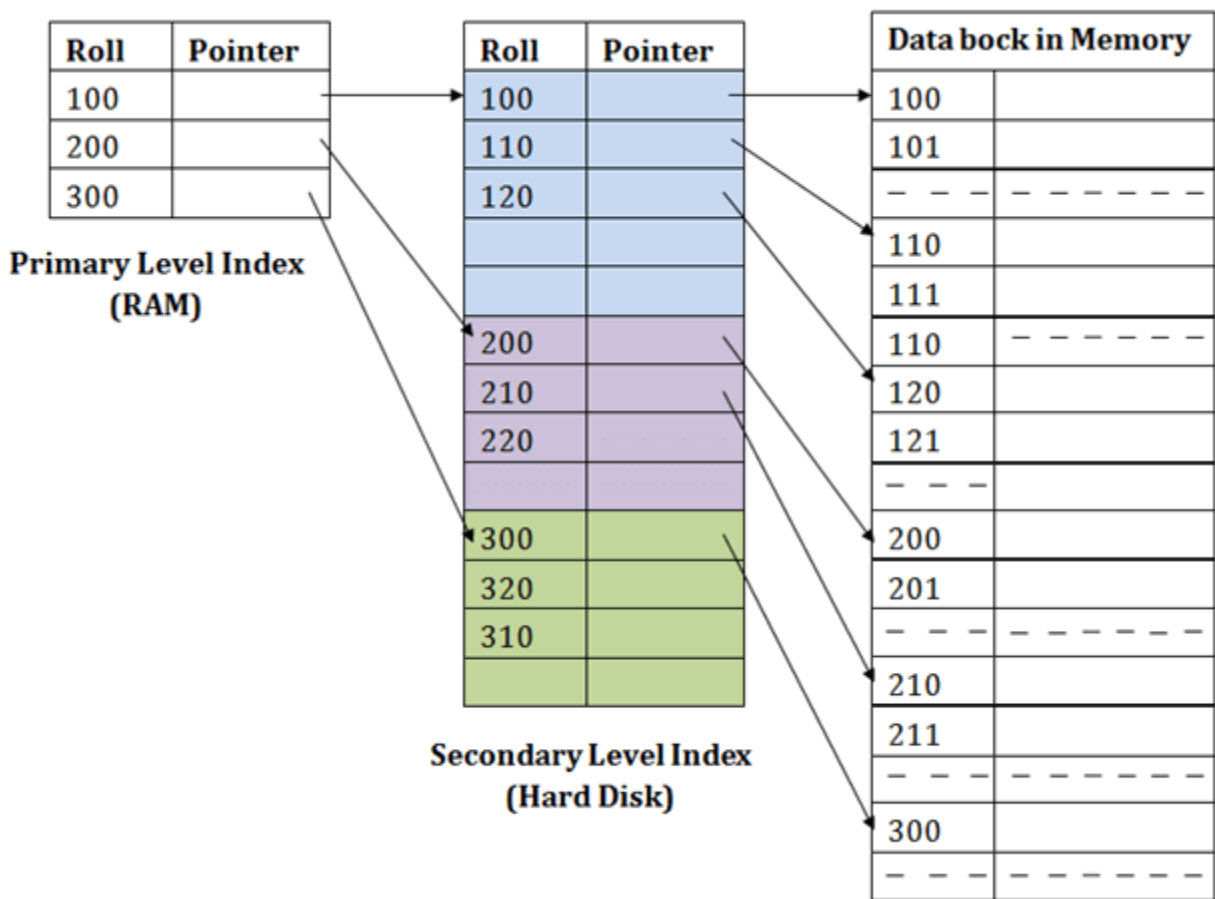 Roll Pointer
100
200
300
Primary Level Index
(RAM)
Roll Pointer
100
110
120
200
210
220
300
320
310
Secondary Level Index
(Hard Disk)
Data bock in Memory
100
101
— — — — — — — — —
110
111
110 — — — — — —
120
121
— — —
200
201
— — — — — — — — —
210
211
— — — — — — — — —
300
— — — — — — — — —